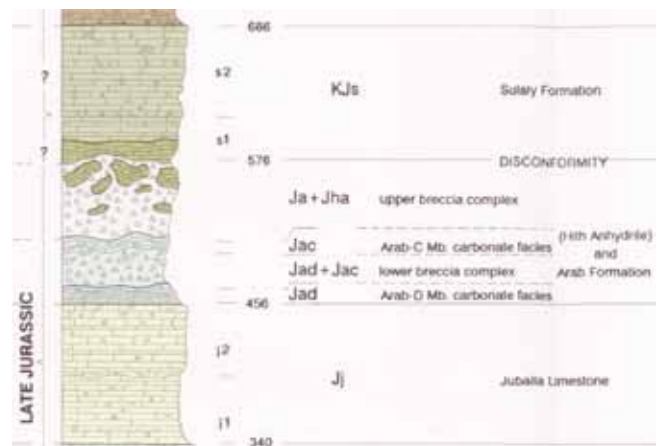 686
s2
?
KJs Sulaiy Formation
s1
?
576
DISCONFORMITY
Ja + Jha upper breccia complex
(Hith Anhydrite)
Jac Arab-C Mb. carbonate facies and
Jad + Jac lower breccia complex Arab Formation
Jad Arab-D Mb. carbonate facies
456
LATE JURASSIC
j2
Jj Jubaila Limestone
j1
340